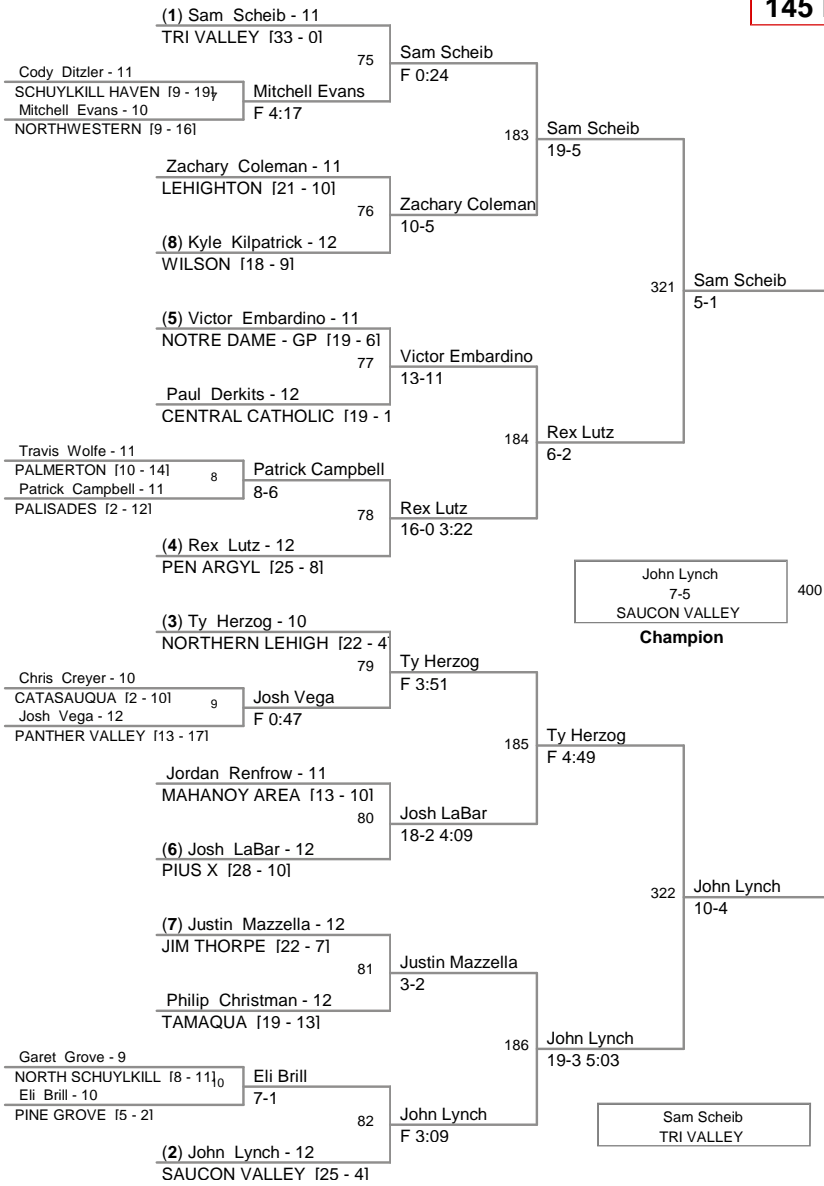 145
(1) Sam Scheib - 11
TRI VALLEY [33 - 0]
75
Sam Scheib
F 0:24
Cody Ditzler - 11
SCHUYLKILL HAVEN [9 - 19]
7
Mitchell Evans
F 4:17
Mitchell Evans - 10
NORTHWESTERN [9 - 16]
183
Sam Scheib
19-5
Zachary Coleman - 11
LEHIGHTON [21 - 10]
76
Zachary Coleman
10-5
(8) Kyle Kilpatrick - 12
WILSON [18 - 9]
321
Sam Scheib
5-1
(5) Victor Embardino - 11
NOTRE DAME - GP [19 - 6]
77
Victor Embardino
13-11
Paul Derkits - 12
CENTRAL CATHOLIC [19 - 1
184
Rex Lutz
6-2
Travis Wolfe - 11
PALMERTON [10 - 14]
8
Patrick Campbell
8-6
Patrick Campbell - 11
PALISADES [2 - 12]
78
Rex Lutz
16-0 3:22
(4) Rex Lutz - 12
PEN ARGYL [25 - 8]
John Lynch
7-5
SAUCON VALLEY
400
Champion
(3) Ty Herzog - 10
NORTHERN LEHIGH [22 - 4]
79
Ty Herzog
F 3:51
Chris Creyer - 10
CATASAUQUA [2 - 10]
9
Josh Vega
F 0:47
Josh Vega - 12
PANTHER VALLEY [13 - 17]
185
Ty Herzog
F 4:49
Jordan Renfrow - 11
MAHANOY AREA [13 - 10]
80
Josh LaBar
18-2 4:09
(6) Josh LaBar - 12
PIUS X [28 - 10]
322
John Lynch
10-4
(7) Justin Mazzella - 12
JIM THORPE [22 - 7]
81
Justin Mazzella
3-2
Philip Christman - 12
TAMAQUA [19 - 13]
186
John Lynch
19-3 5:03
Garet Grove - 9
NORTH SCHUYLKILL [8 - 11]
10
Eli Brill
7-1
Eli Brill - 10
PINE GROVE [5 - 2]
82
John Lynch
F 3:09
(2) John Lynch - 12
SAUCON VALLEY [25 - 4]
Sam Scheib
TRI VALLEY